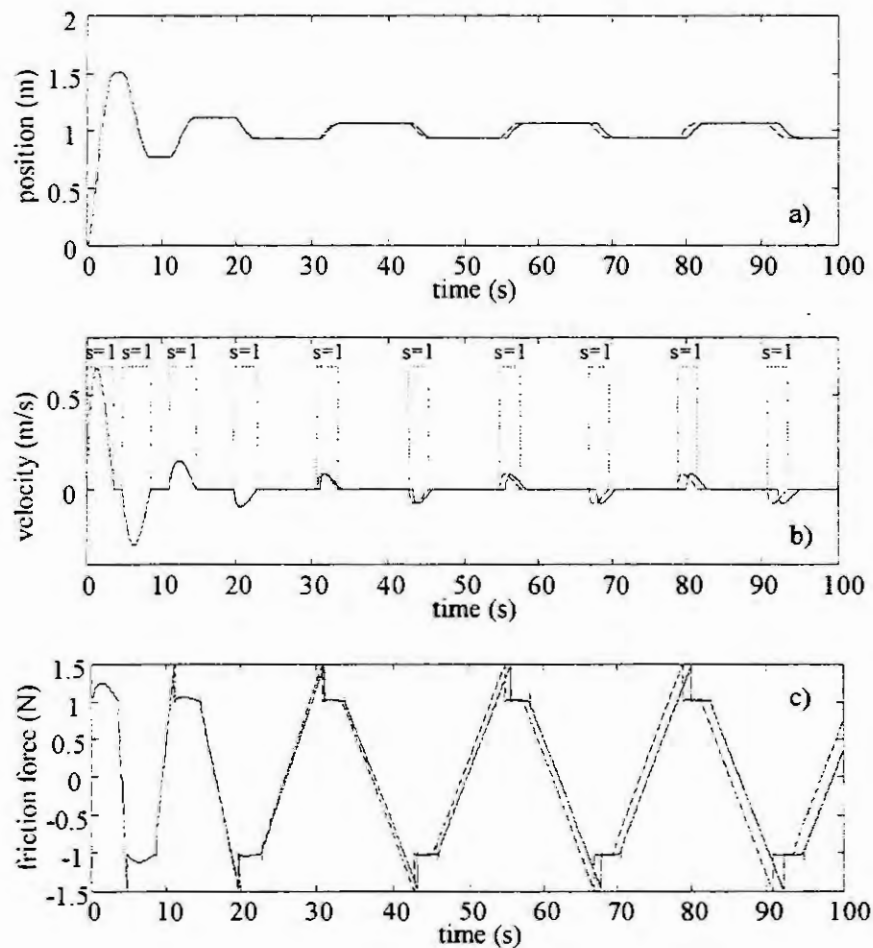 2
1.5
1
0.5
0
position (m)
a)
0 10 20 30 40 50 60 70 80 90 100
time (s)
s=1 s=1 s=1 s=1 s=1 s=1 s=1 s=1 s=1 s=1
0.5
0
velocity (m/s)
b)
0 10 20 30 40 50 60 70 80 90 100
time (s)
1.5
1
0.5
0
-0.5
-1
-1.5
friction force (N)
c)
0 10 20 30 40 50 60 70 80 90 100
time (s)